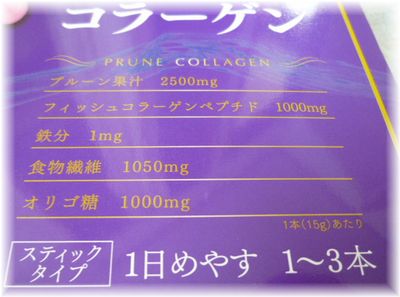 コラーゲン
PRUNE COLLAGEN
プルーン果汁 2500mg
フィッシュコラーゲンペプチド 1000mg
鉄分 1mg
食物繊維 1050mg
オリゴ糖 1000mg
1本(15g)あたり
スティック
タイプ
1日めやす 1〜3本